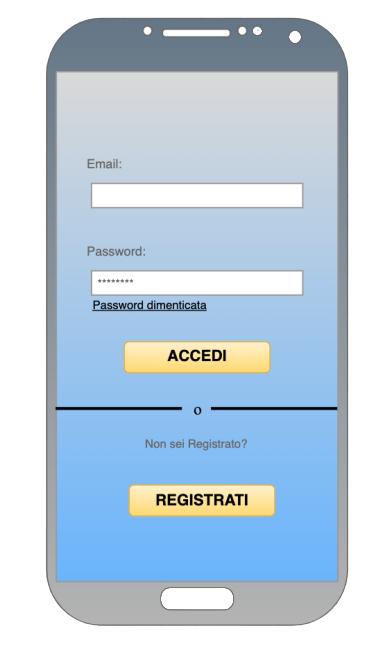 Email:
Password:
********
Password dimenticata
ACCEDI
o
Non sei Registrato?
REGISTRATI